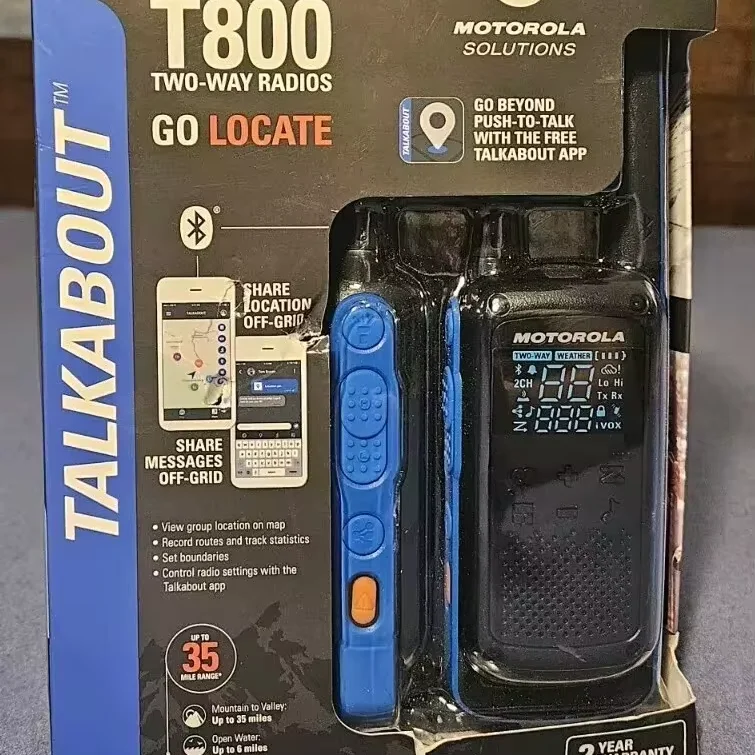 T800
TWO-WAY RADIOS
GO LOCATE
MOTOROLA
SOLUTIONS
TALKABOUT
GO BEYOND
PUSH-TO-TALK
WITH THE FREE
TALKABOUT APP
TALKABOUT™
SHARE
LOCATION
OFF-GRID
SHARE
MESSAGES
OFF-GRID
• View group location on map
• Record routes and track statistics
• Set boundaries
• Control radio settings with the
Talkabout app
UP TO
35
MILE RANGE*
Mountain to Valley:
Up to 35 miles
Open Water:
Up to 6 miles
MOTOROLA
TWO-WAY WEATHER
2CH
Lo Hi
Tx Rx
VOX
YEAR
WARRANTY